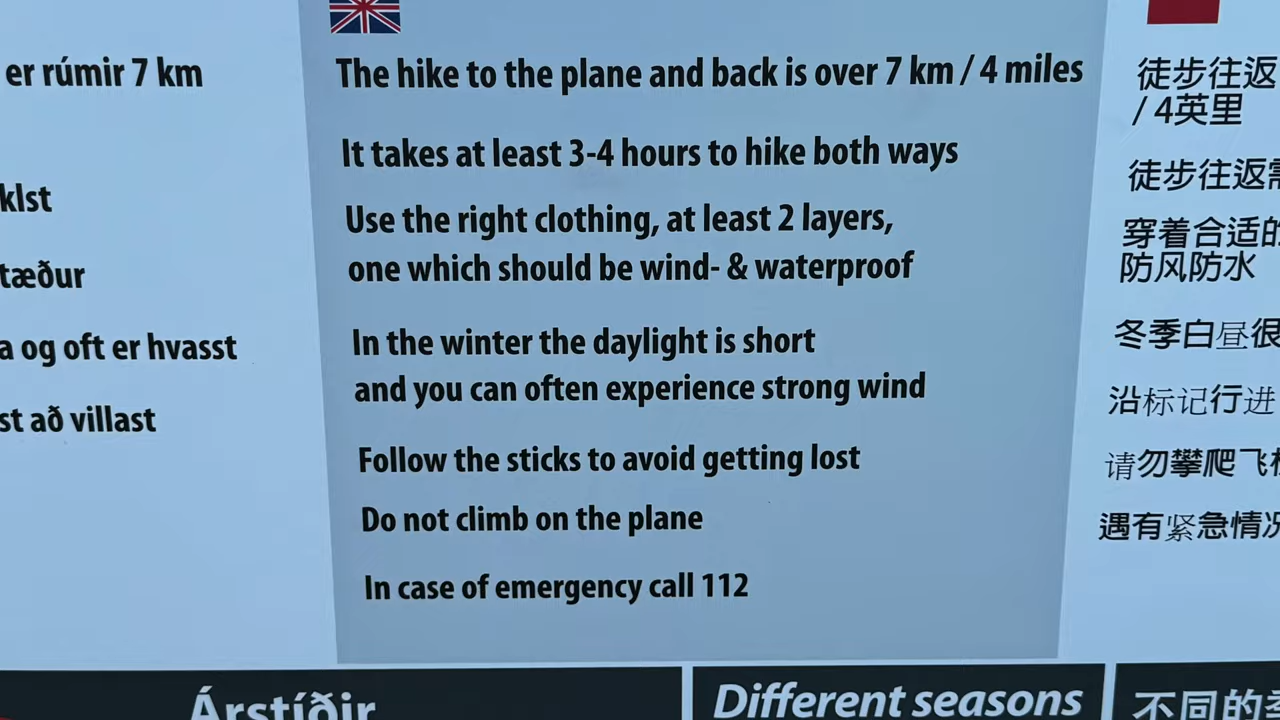 er rúmir 7 km
klst
tæður
a og oft er hvasst
st að villast
The hike to the plane and back is over 7 km / 4 miles
It takes at least 3-4 hours to hike both ways
Use the right clothing, at least 2 layers,
one which should be wind- & waterproof
In the winter the daylight is short
and you can often experience strong wind
Follow the sticks to avoid getting lost
Do not climb on the plane
In case of emergency call 112
徒步往返
/ 4英里
徒步往返需
穿着合适的
防风防水
冬季白昼很
沿标记行进
请勿攀爬飞机
遇有紧急情况
Árstíðir
Different seasons
不同的季